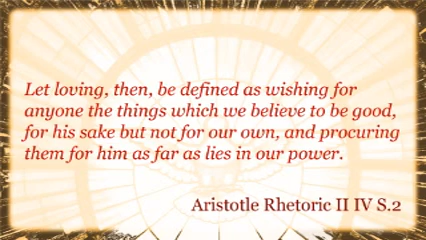 Let loving, then, be defined as wishing for
anyone the things which we believe to be good,
for his sake but not for our own, and procuring
them for him as far as lies in our power.
Aristotle Rhetoric II IV S.2